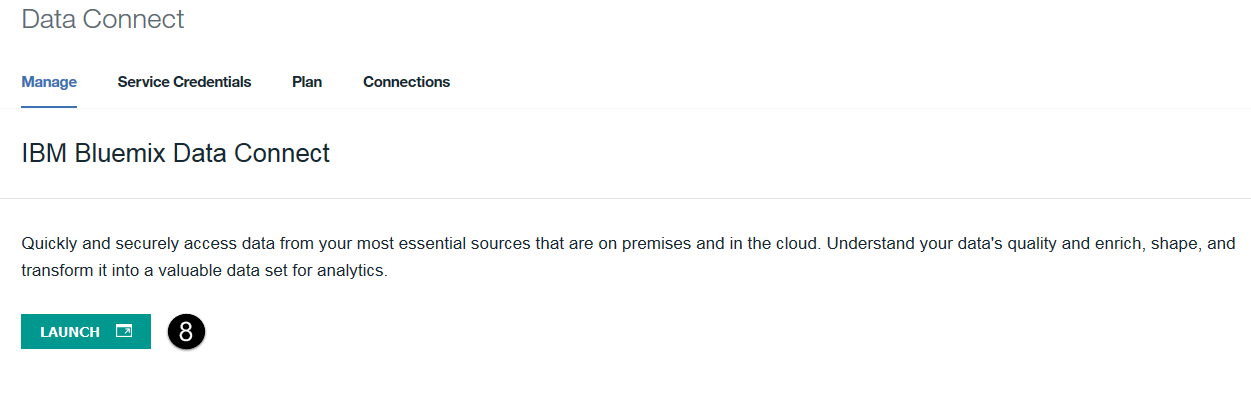 Data Connect
Manage Service Credentials Plan Connections
IBM Bluemix Data Connect
Quickly and securely access data from your most essential sources that are on premises and in the cloud. Understand your data's quality and enrich, shape, and
transform it into a valuable data set for analytics.
LAUNCH 8